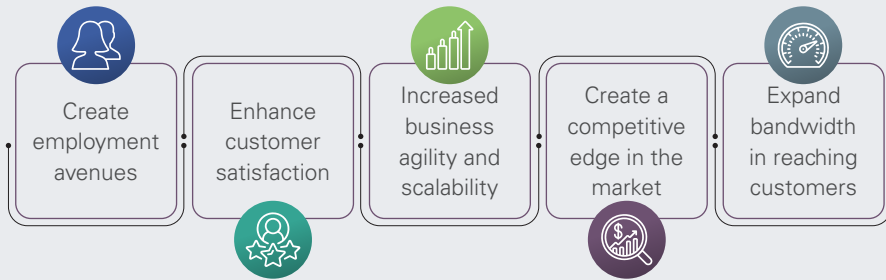 Create
employment
avenues
Enhance
customer
satisfaction
Increased
business
agility and
scalability
Create a
competitive
edge in the
market
$
Expand
bandwidth
in reaching
customers